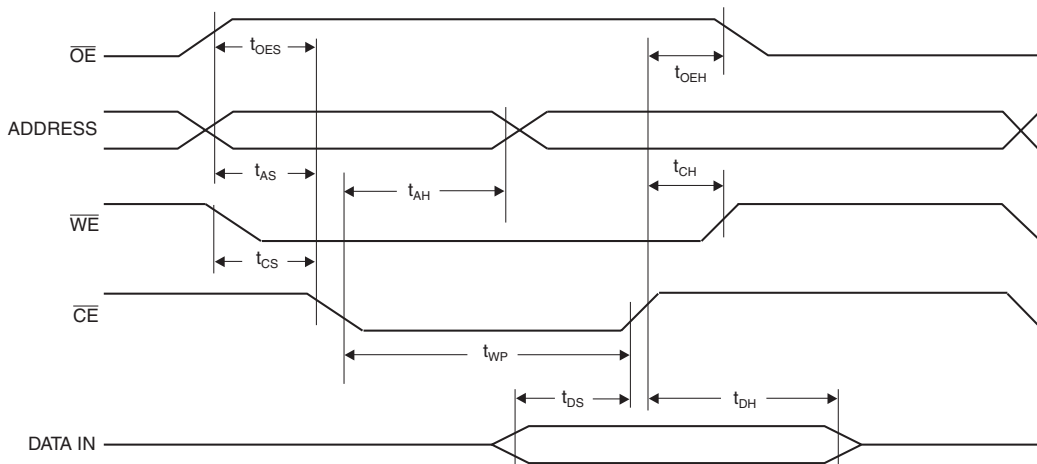 OE
tOES
tOEH
ADDRESS
tAS
tAH
tCH
WE
tCS
CE
tWP
tDS
tDH
DATA IN